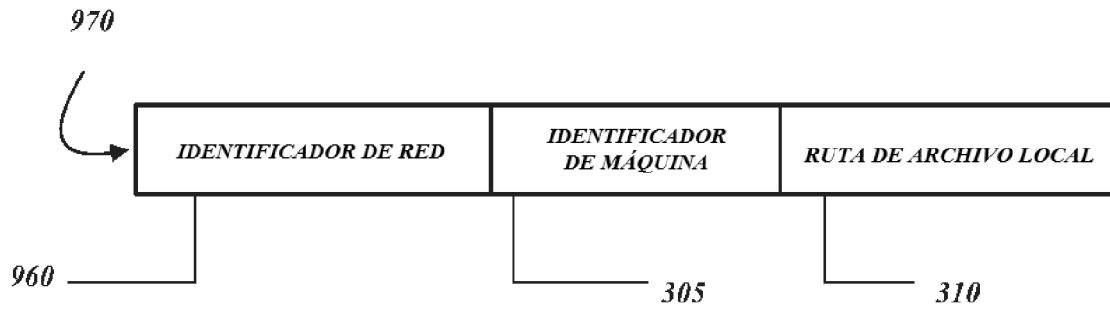 970
IDENTIFICADOR DE RED
IDENTIFICADOR
DE MÁQUINA
RUTA DE ARCHIVO LOCAL
960
305
310